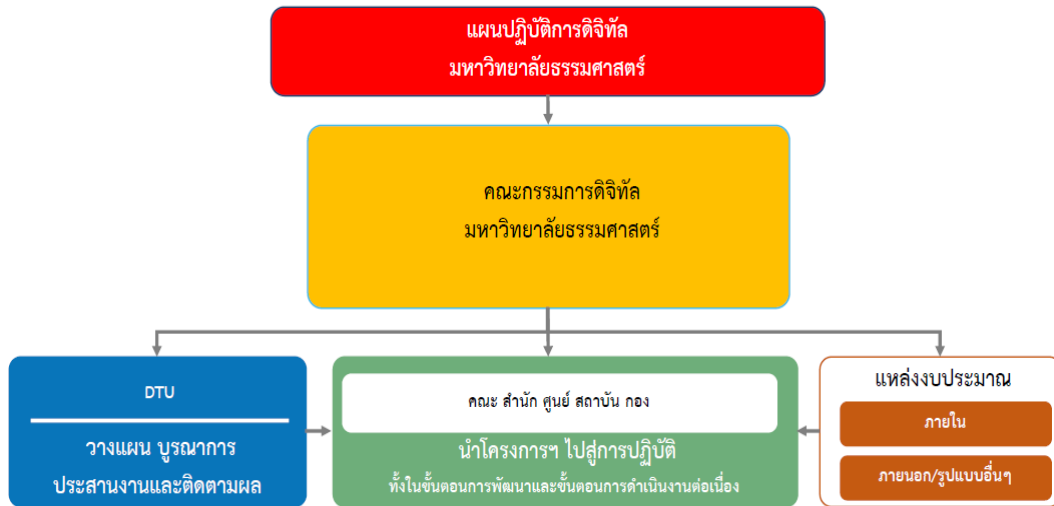 แผนปฏิบัติการดิจิทัล
มหาวิทยาลัยธรรมศาสตร์
คณะกรรมการดิจิทัล
มหาวิทยาลัยธรรมศาสตร์
DTU
วางแผน บูรณาการ
ประสานงานและติดตามผล
คณะ สำนัก ศูนย์ สถาบัน กอง
นำโครงการฯ ไปสู่การปฏิบัติ
ทั้งในขั้นตอนการพัฒนาและขั้นตอนการดำเนินงานต่อเนื่อง
แหล่งงบประมาณ
ภายใน
ภายนอก/รูปแบบอื่นๆ